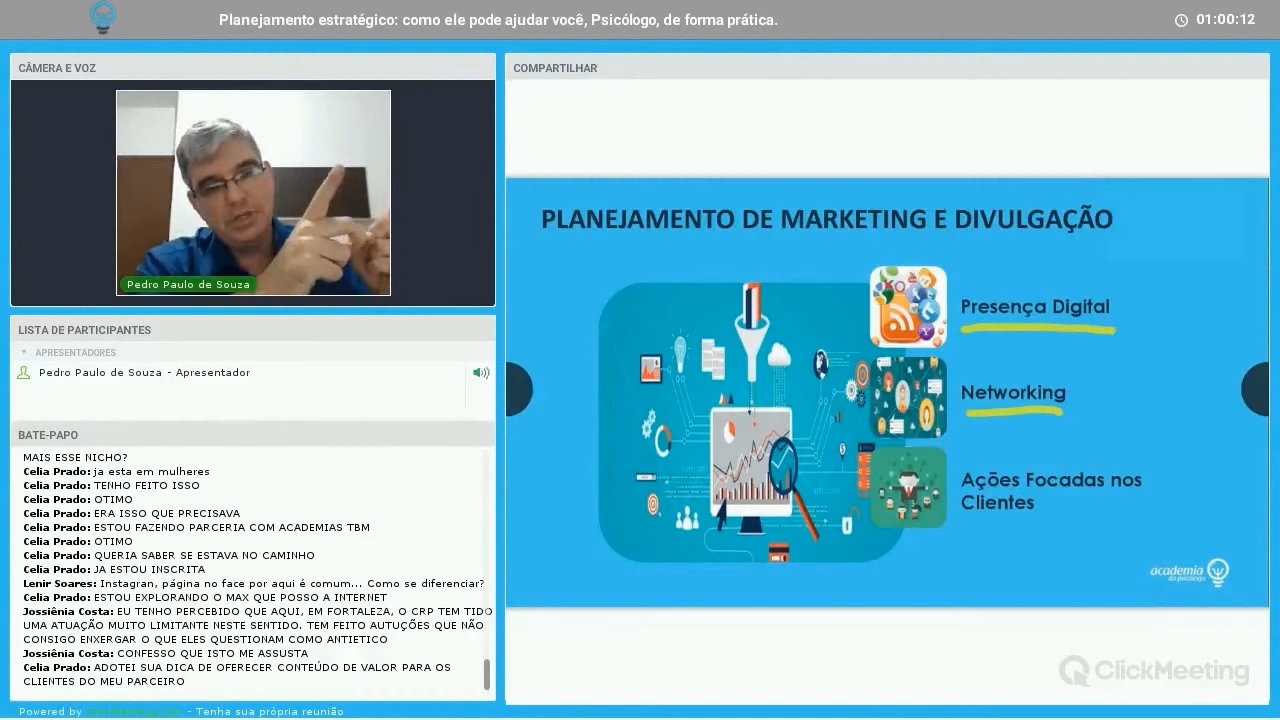 Planejamento estratégico: como ele pode ajudar você, Psicólogo, de forma prática.
01:00:12
CÂMERA E VOZ
Pedro Paulo de Souza
LISTA DE PARTICIPANTES
APRESENTADORES
Pedro Paulo de Souza - Apresentador
BATE-PAPO
MAIS ESSE NICHO?
Celia Prado: ja esta em mulheres
Celia Prado: TENHO FEITO ISSO
Celia Prado: OTIMO
Celia Prado: ERA ISSO QUE PRECISAVA
Celia Prado: ESTOU FAZENDO PARCERIA COM ACADEMIAS TBM
Celia Prado: OTIMO
Celia Prado: QUERIA SABER SE ESTAVA NO CAMINHO
Celia Prado: JA ESTOU INSCRITA
Lenir Soares: Instagran, página no face por aqui é comum... Como se diferenciar?
Celia Prado: ESTOU EXPLORANDO O MAX QUE POSSO A INTERNET
Jossiênia Costa: EU TENHO PERCEBIDO QUE AQUI, EM FORTALEZA, O CRP TEM TIDO
UMA ATUAÇÃO MUITO LIMITANTE NESTE SENTIDO. TEM FEITO AUTUÇÕES QUE NÃO
CONSIGO ENXERGAR O QUE ELES QUESTIONAM COMO ANTIETICO
Jossiênia Costa: CONFESSO QUE ISTO ME ASSUSTA
Celia Prado: ADOTEI SUA DICA DE OFERECER CONTEÚDO DE VALOR PARA OS
CLIENTES DO MEU PARCEIRO
Powered by - Tenha sua própria reunião
COMPARTILHAR
PLANEJAMENTO DE MARKETING E DIVULGAÇÃO
Presença Digital
Networking
Ações Focadas nos
Clientes
academia
do psicólogo
ClickMeeting